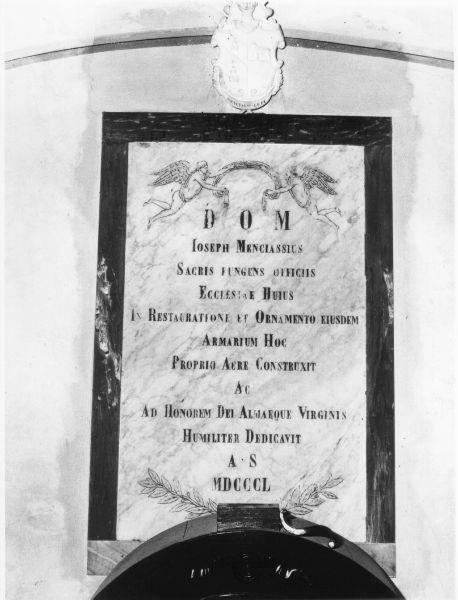 D O M
IOSEPH MENCIASSIUS
SACRIS FUNGENS OFFICIIS
ECCLESIAE HUIUS
IN RESTAURATIONE ET ORNAMENTO EIUSDEM
ARMARIUM HOC
PROPRIO AERE CONSTRUXIT
AC
AD HONOREM DEI ALMAEQUE VIRGINIS
HUMILITER DEDICAVIT
A · S
MDCCCL